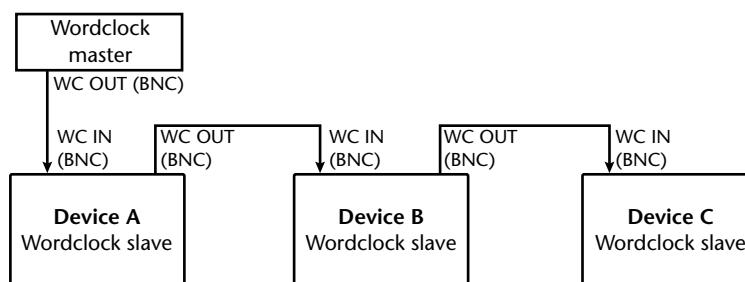 Wordclock
master
WC OUT (BNC)
WC IN
(BNC)
WC OUT
(BNC)
WC IN
(BNC)
WC OUT
(BNC)
WC IN
(BNC)
Device A
Wordclock slave
Device B
Wordclock slave
Device C
Wordclock slave